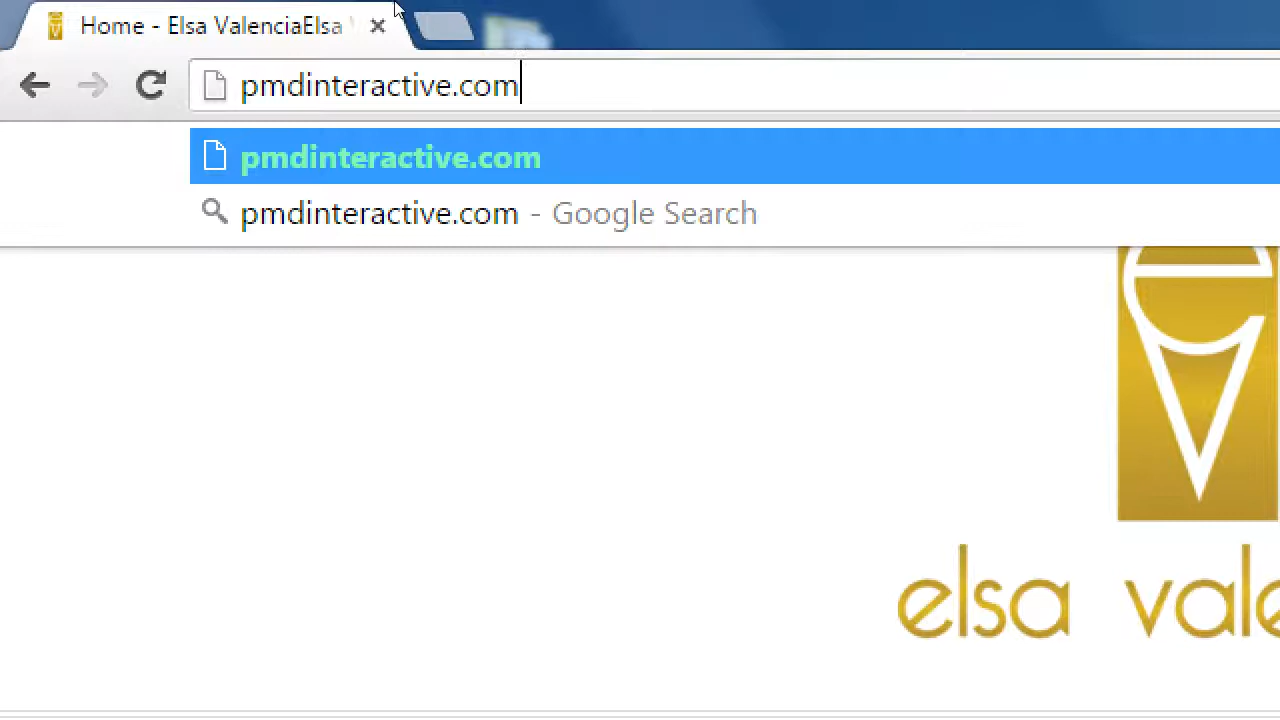 Home - Elsa ValenciaElsa
pmdinteractive.com
pmdinteractive.com
pmdinteractive.com - Google Search
elsa vale